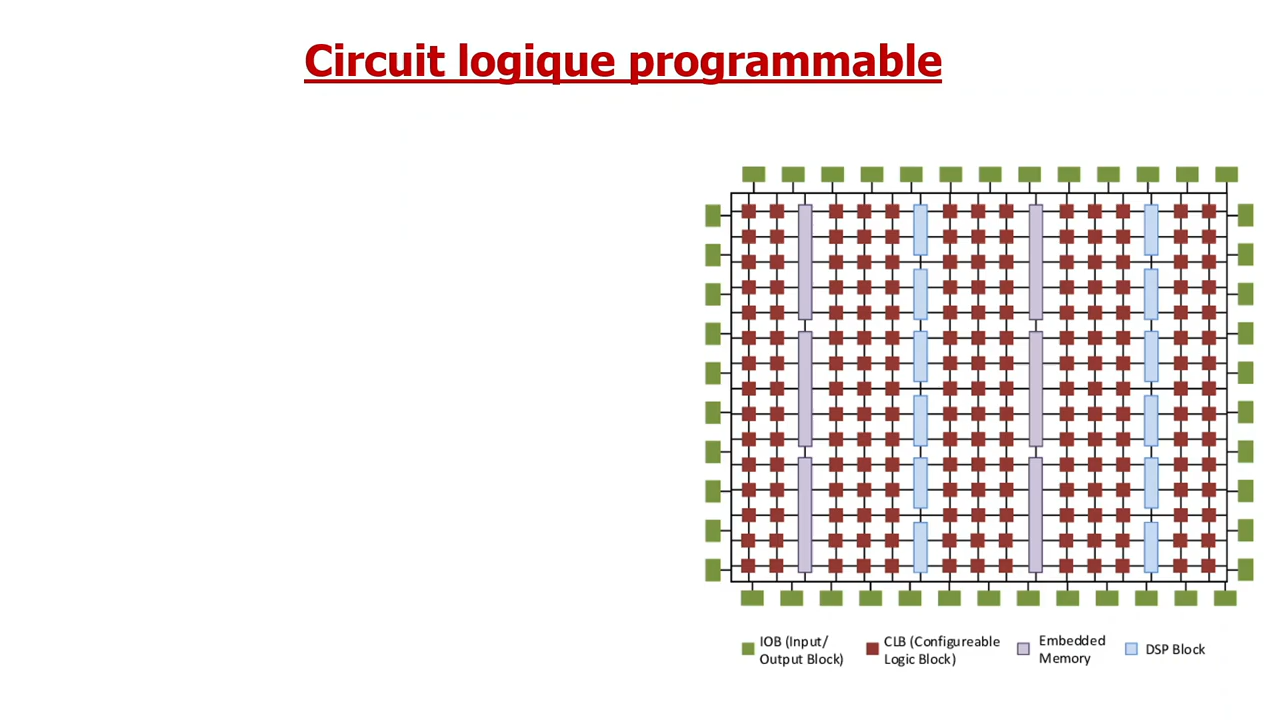 Circuit logique programmable
IOB (Input/
Output Block)
CLB (Configureable
Logic Block)
Embedded
Memory
DSP Block